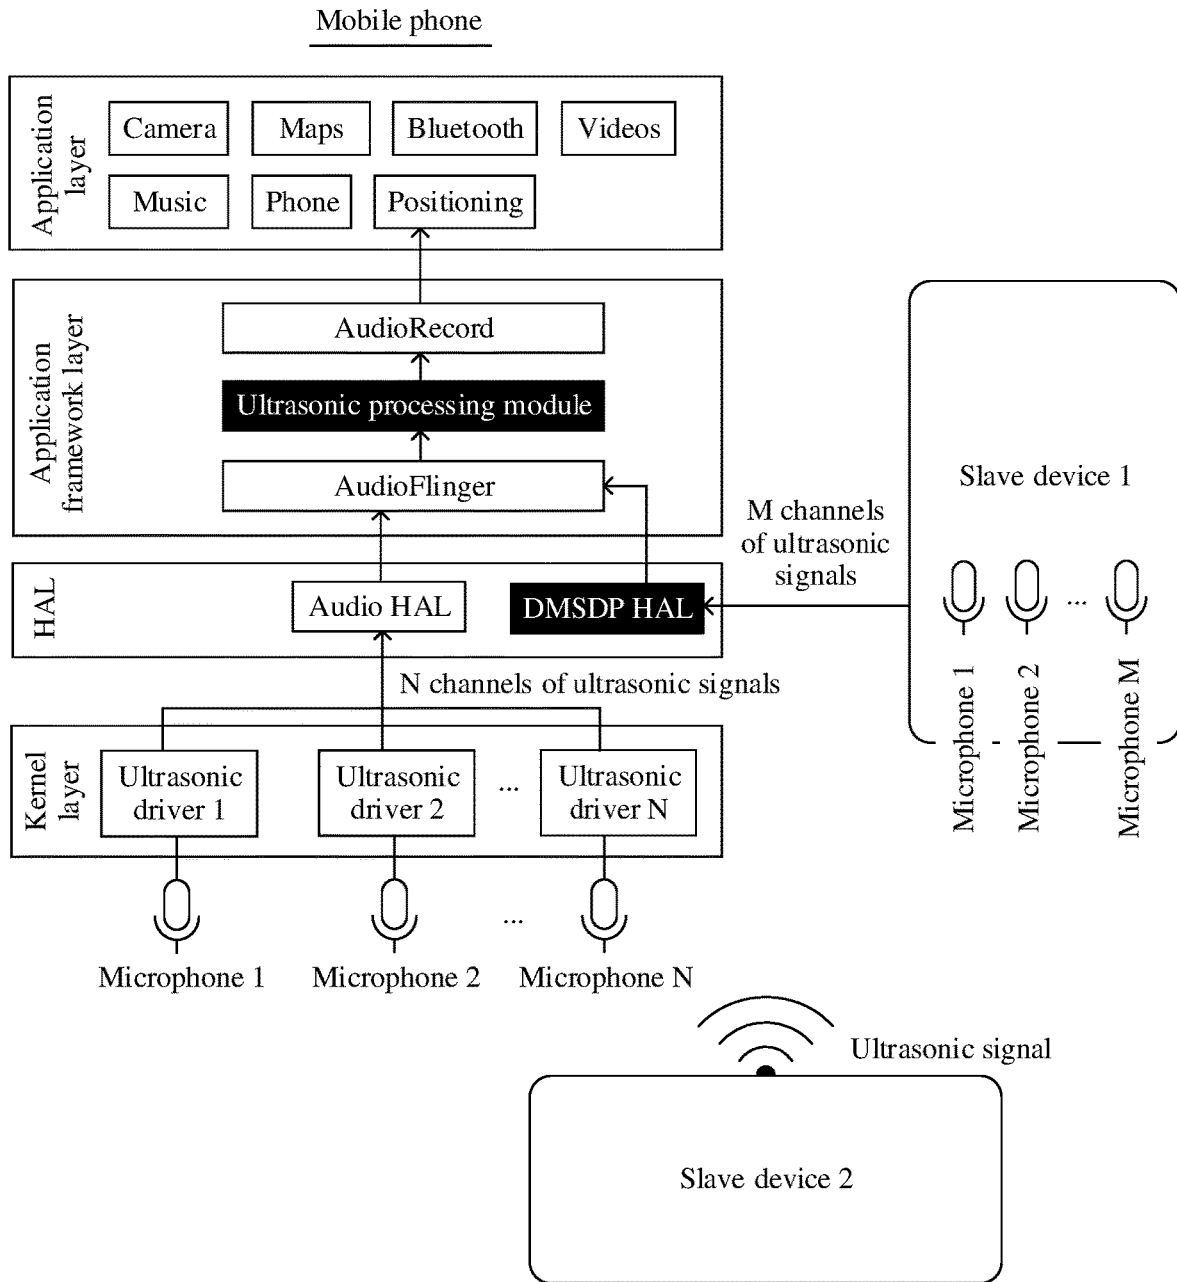 Mobile phone
Application
layer
Camera
Maps
Bluetooth
Videos
Music
Phone
Positioning
Application
framework layer
AudioRecord
Ultrasonic processing module
AudioFlinger
HAL
Audio HAL
DMSDP HAL
M channels
of ultrasonic
signals
Slave device 1
Microphone 1
Microphone 2
...
Microphone M
N channels of ultrasonic signals
Kernel
layer
Ultrasonic
driver 1
Ultrasonic
driver 2
...
Ultrasonic
driver N
...
Microphone 1
Microphone 2
Microphone N
Ultrasonic signal
Slave device 2